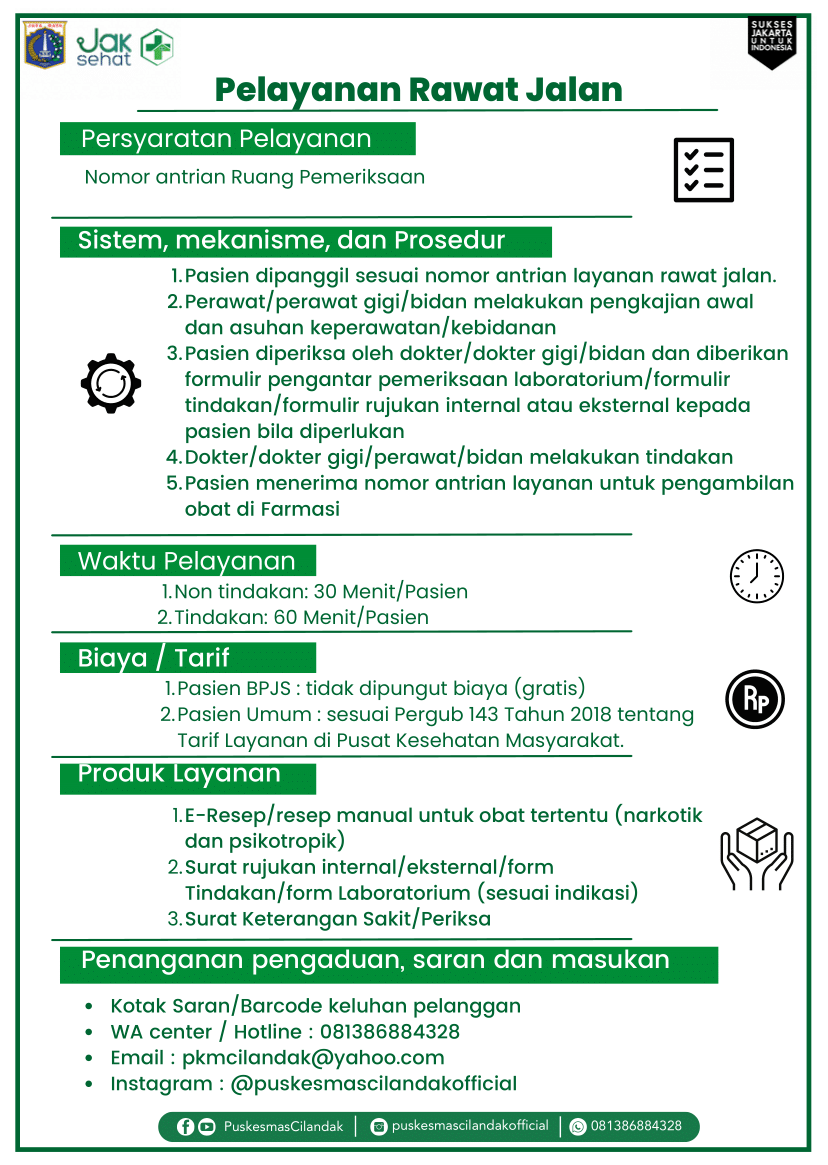 JAYA RAYA
Jak
sehat
SUKSES
JAKARTA
UNTUK
INDONESIA
Pelayanan Rawat Jalan
Persyaratan Pelayanan
Nomor antrian Ruang Pemeriksaan
Sistem, mekanisme, dan Prosedur
1.Pasien dipanggil sesuai nomor antrian layanan rawat jalan.
2.Perawat/perawat gigi/bidan melakukan pengkajian awal
dan asuhan keperawatan/kebidanan
3.Pasien diperiksa oleh dokter/dokter gigi/bidan dan diberikan
formulir pengantar pemeriksaan laboratorium/formulir
tindakan/formulir rujukan internal atau eksternal kepada
pasien bila diperlukan
4.Dokter/dokter gigi/perawat/bidan melakukan tindakan
5.Pasien menerima nomor antrian layanan untuk pengambilan
obat di Farmasi
Waktu Pelayanan
1.Non tindakan: 30 Menit/Pasien
2.Tindakan: 60 Menit/Pasien
Biaya / Tarif
1.Pasien BPJS : tidak dipungut biaya (gratis)
2.Pasien Umum : sesuai Pergub 143 Tahun 2018 tentang
Tarif Layanan di Pusat Kesehatan Masyarakat.
Rp
Produk Layanan
1.E-Resep/resep manual untuk obat tertentu (narkotik
dan psikotropik)
2.Surat rujukan internal/eksternal/form
Tindakan/form Laboratorium (sesuai indikasi)
3.Surat Keterangan Sakit/Periksa
Penanganan pengaduan, saran dan masukan
• Kotak Saran/Barcode keluhan pelanggan
• WA center / Hotline : 081386884328
• Email : pkmcilandak@yahoo.com
• Instagram : @puskesmascilandakofficial
PuskesmasCilandak | puskesmascilandakofficial | 081386884328